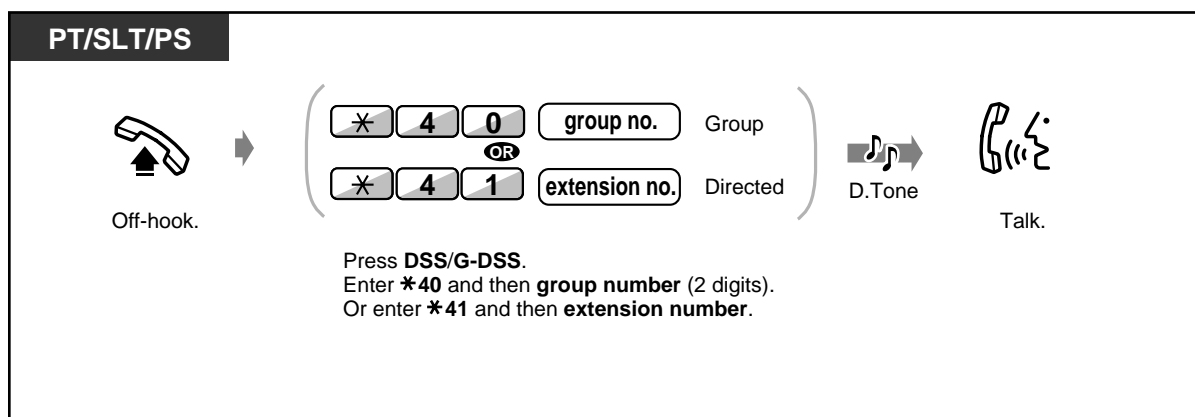 PT/SLT/PS
* 4 0 group no. Group
OR
* 4 1 extension no. Directed
D.Tone
Off-hook.
Talk.
Press DSS/G-DSS.
Enter *40 and then group number (2 digits).
Or enter *41 and then extension number.